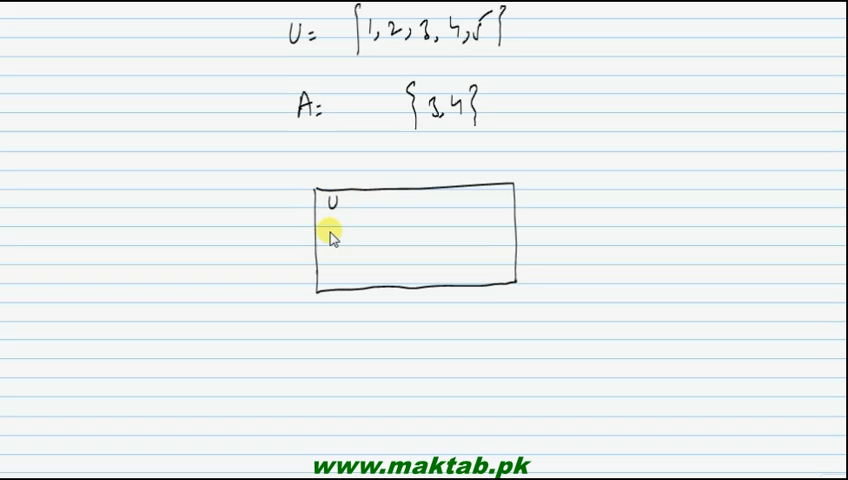 U= {1, 2, 3, 4, 5}
A= {3, 4}
U
www.maktab.pk